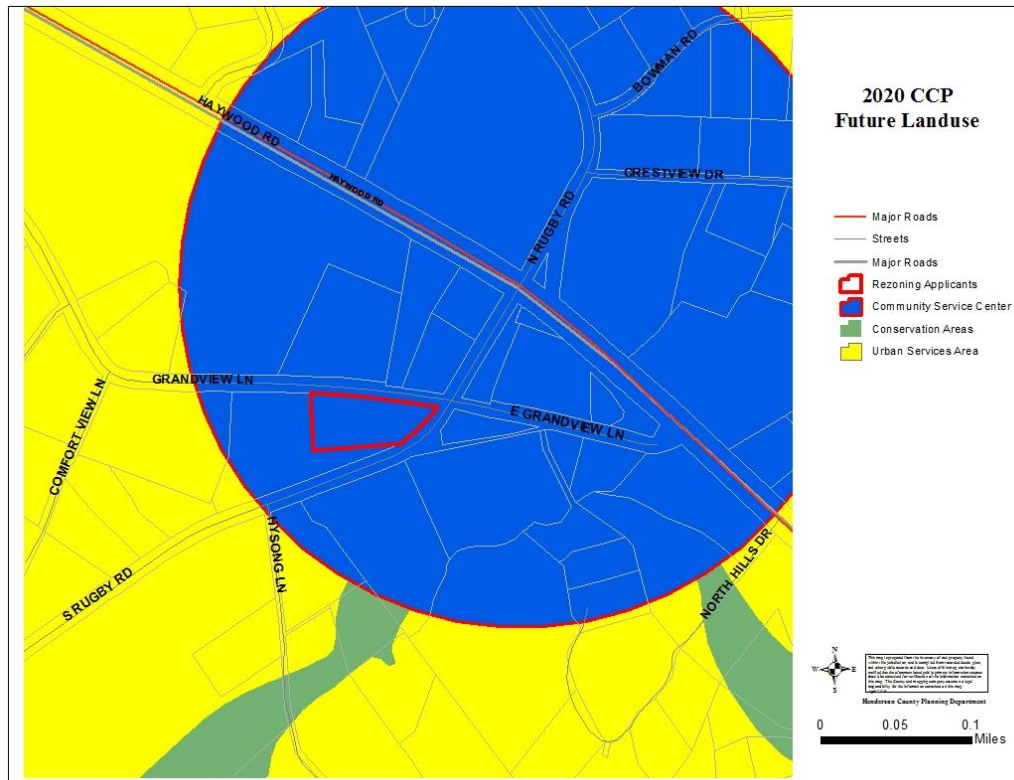 2020 CCP
Future Landuse
BOWMAN RD
HAYWOOD RD
HAYWOOD RD
CRESTVIEW DR
N RUGBY RD
Major Roads
Streets
Major Roads
Rezoning Applicants
Community Service Center
Conservation Areas
Urban Services Area
GRANDVIEW LN
E GRANDVIEW LN
COMFORT VIEW LN
HYSONG LN
S RUGBY RD
NORTH HILLS DR
N
W E
S
Henderson County Planning Department
0 0.05 0.1
Miles